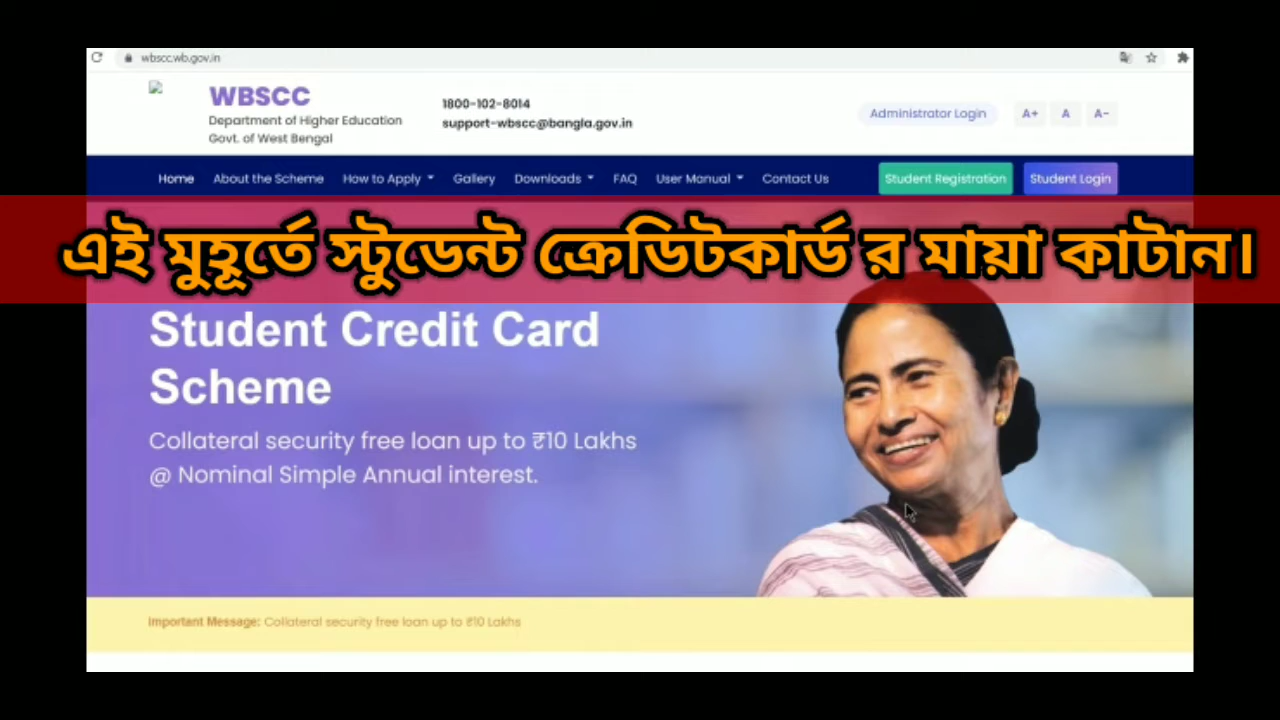 wbscc.wb.gov.in
WBSCC
Department of Higher Education
Govt. of West Bengal
1800-102-8014
support-wbscc@bangla.gov.in
Administrator Login
A+ A A-
Home About the Scheme How to Apply Gallery Downloads FAQ User Manual Contact Us Student Registration Student Login
এই মুহূর্তে স্টুডেন্ট ক্রেডিটকার্ড র মায়া কাটান।
Student Credit Card
Scheme
Collateral security free loan up to ₹10 Lakhs
@ Nominal Simple Annual interest.
Important Message: Collateral security free loan up to ₹10 Lakhs